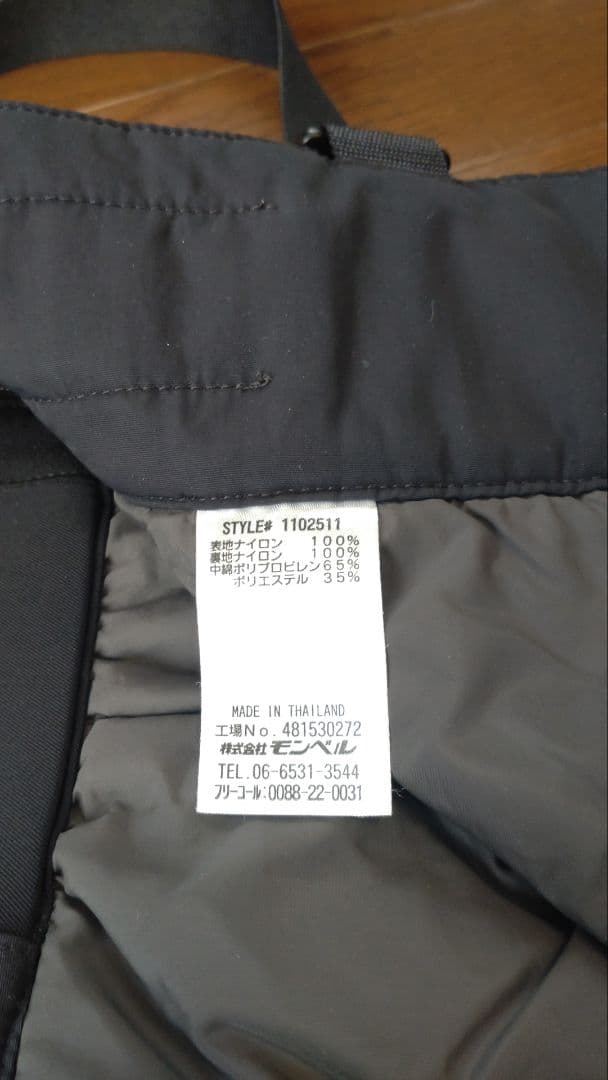 STYLE# 1102511
表地ナイロン 100%
裏地ナイロン 100%
中綿ポリプロピレン65%
ポリエステル 35%
MADE IN THAILAND
工場No.481530272
株式会社モンベル
TEL.06-6531-3544
フリーコール:0088-22-0031